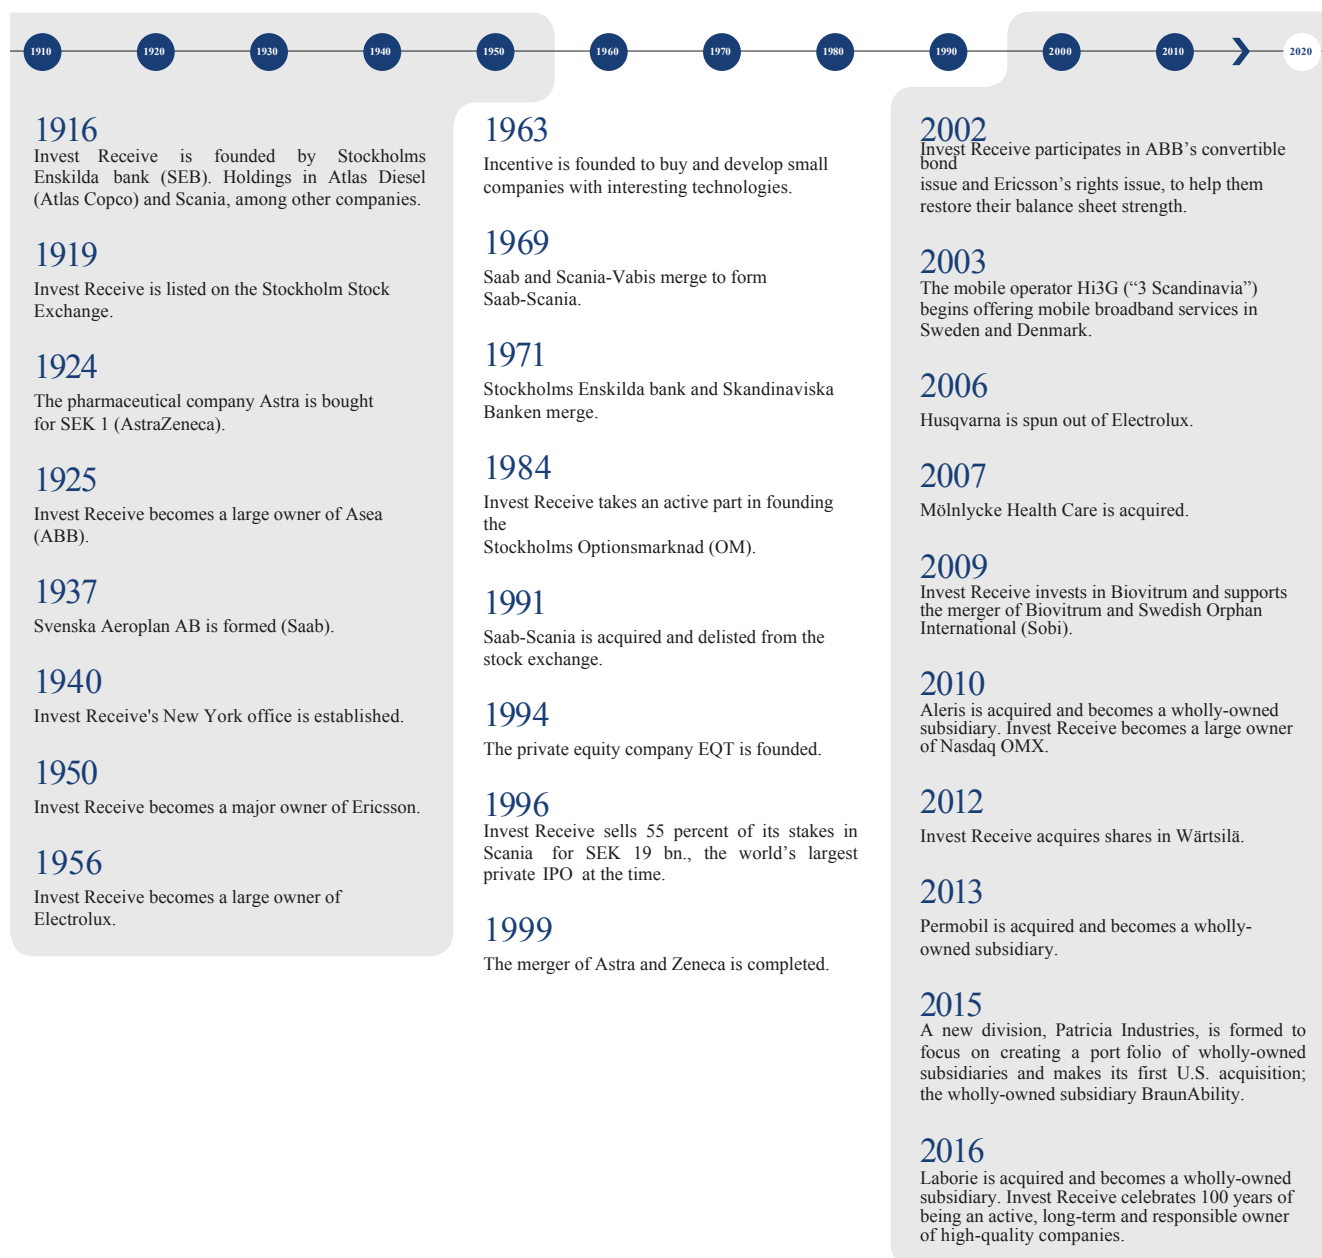 1910 1920 1930 1940 1950 1960 1970 1980 1990 2000 2010 2020
1916
Invest Receive is founded by Stockholms
Enskilda bank (SEB). Holdings in Atlas Diesel
(Atlas Copco) and Scania, among other companies.
1919
Invest Receive is listed on the Stockholm Stock
Exchange.
1924
The pharmaceutical company Astra is bought
for SEK 1 (AstraZeneca).
1925
Invest Receive becomes a large owner of Asea
(ABB).
1937
Svenska Aeroplan AB is formed (Saab).
1940
Invest Receive's New York office is established.
1950
Invest Receive becomes a major owner of Ericsson.
1956
Invest Receive becomes a large owner of
Electrolux.
1963
Incentive is founded to buy and develop small
companies with interesting technologies.
1969
Saab and Scania-Vabis merge to form
Saab-Scania.
1971
Stockholms Enskilda bank and Skandinaviska
Banken merge.
1984
Invest Receive takes an active part in founding
the
Stockholms Optionsmarknad (OM).
1991
Saab-Scania is acquired and delisted from the
stock exchange.
1994
The private equity company EQT is founded.
1996
Invest Receive sells 55 percent of its stakes in
Scania for SEK 19 bn., the world’s largest
private IPO at the time.
1999
The merger of Astra and Zeneca is completed.
2002
Invest Receive participates in ABB’s convertible
bond
issue and Ericsson’s rights issue, to help them
restore their balance sheet strength.
2003
The mobile operator Hi3G (“3 Scandinavia”)
begins offering mobile broadband services in
Sweden and Denmark.
2006
Husqvarna is spun out of Electrolux.
2007
Mölnlycke Health Care is acquired.
2009
Invest Receive invests in Biovitrum and supports
the merger of Biovitrum and Swedish Orphan
International (Sobi).
2010
Aleris is acquired and becomes a wholly-owned
subsidiary. Invest Receive becomes a large owner
of Nasdaq OMX.
2012
Invest Receive acquires shares in Wärtsilä.
2013
Permobil is acquired and becomes a wholly-
owned subsidiary.
2015
A new division, Patricia Industries, is formed to
focus on creating a port folio of wholly-owned
subsidiaries and makes its first U.S. acquisition;
the wholly-owned subsidiary BraunAbility.
2016
Laborie is acquired and becomes a wholly-owned
subsidiary. Invest Receive celebrates 100 years of
being an active, long-term and responsible owner
of high-quality companies.